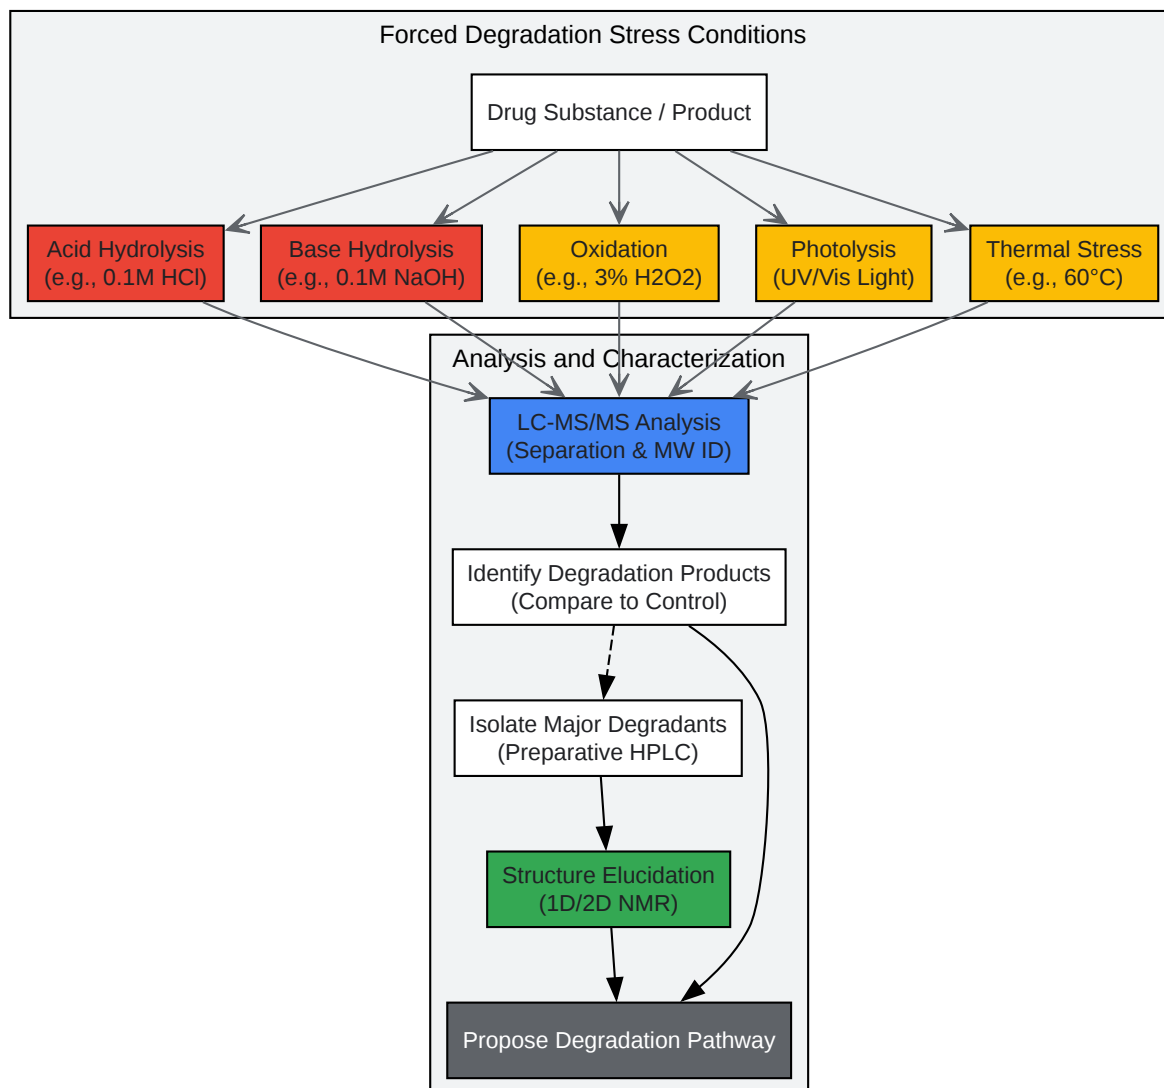 Forced Degradation Stress Conditions
Drug Substance / Product
Acid Hydrolysis
(e.g., 0.1M HCl)
Base Hydrolysis
(e.g., 0.1M NaOH)
Oxidation
(e.g., 3% H2O2)
Photolysis
(UV/Vis Light)
Thermal Stress
(e.g., 60°C)
Analysis and Characterization
LC-MS/MS Analysis
(Separation & MW ID)
Identify Degradation Products
(Compare to Control)
Isolate Major Degradants
(Preparative HPLC)
Structure Elucidation
(1D/2D NMR)
Propose Degradation Pathway